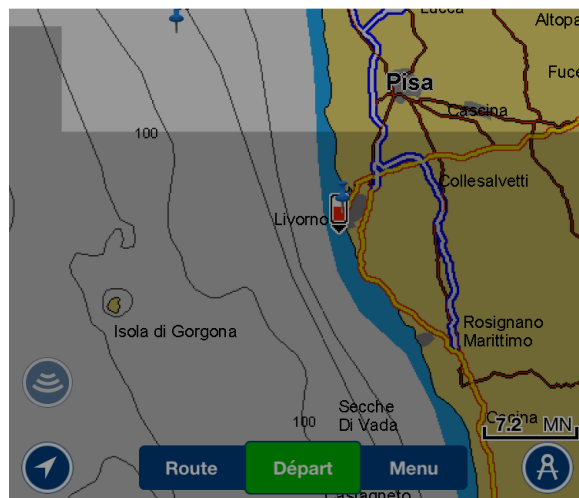 Lucca
Altopa
Pisa
Fuce
Cascina
100
Collesalvetti
Livorno
Isola di Gorgona
Rosignano
Marittimo
Secche
Di Vada
100
Cecina
7.2 MN
Route
Départ
Menu
Castagneto